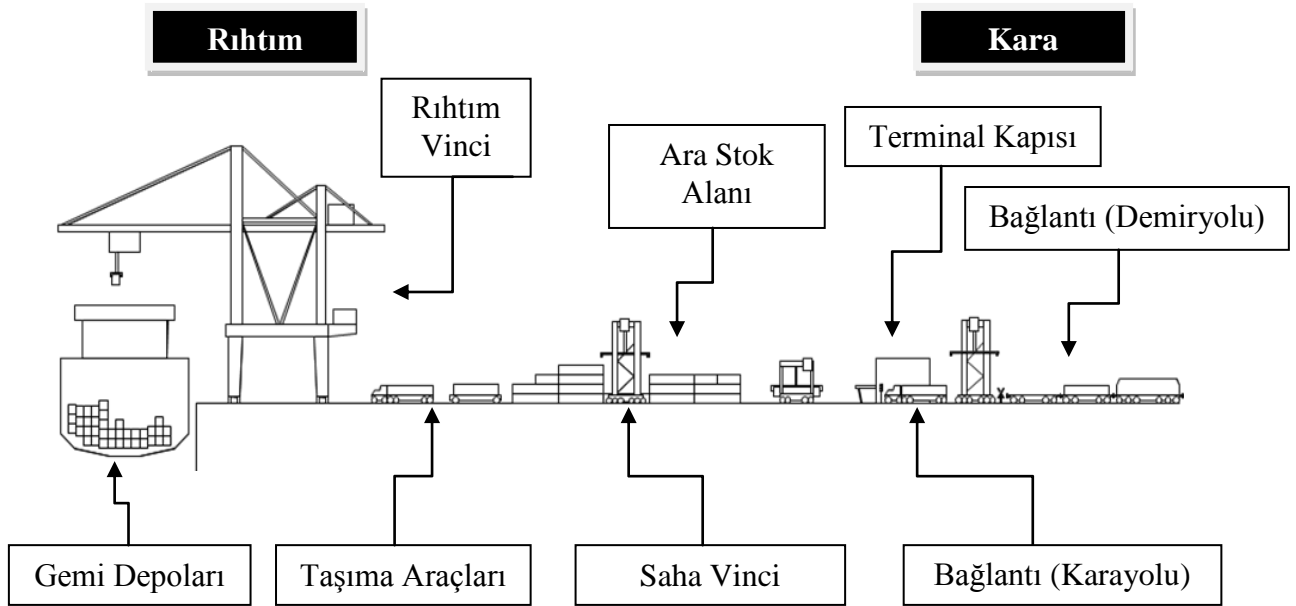 Rıhtım
Kara
Rıhtım
Vinci
Ara Stok
Alanı
Terminal Kapısı
Bağlantı (Demiryolu)
Gemi Depoları
Taşıma Araçları
Saha Vinci
Bağlantı (Karayolu)